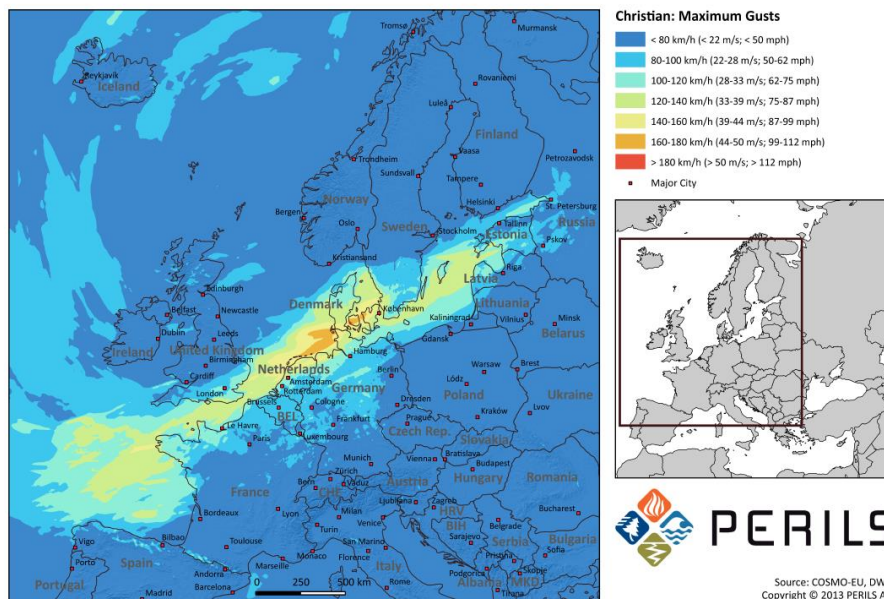 Christian: Maximum Gusts
< 80 km/h (< 22 m/s; < 50 mph)
80-100 km/h (22-28 m/s; 50-62 mph)
100-120 km/h (28-33 m/s; 62-75 mph)
120-140 km/h (33-39 m/s; 75-87 mph)
140-160 km/h (39-44 m/s; 87-99 mph)
160-180 km/h (44-50 m/s; 99-112 mph)
> 180 km/h (> 50 m/s; > 112 mph)
Major City
Tromsø
Murmansk
Reykjavik
Iceland
Rovaniemi
Luleå
Finland
Trondheim
Vaasa
Petrozavodsk
Sundsvall
Tampere
Norway
Helsinki
St. Petersburg
Bergen
Oslo
Sweden
Stockholm
Tallinn
Estonia
Russia
Pskov
Kristiansand
Riga
Latvia
Edinburgh
Denmark
København
Lithuania
Belfast
Newcastle
Kaliningrad
Vilnius
Minsk
Dublin
Leeds
Gdansk
Belarus
Ireland
United Kingdom
Hamburg
Birmingham
Netherlands
Amsterdam
Berlin
Warsaw
Brest
Cardiff
Rotterdam
Germany
Poland
London
Brussels
Cologne
Lódz
Ukraine
BEL
Dresden
Le Havre
Frankfurt
Prague
Kraków
Lvov
Paris
Luxembourg
Czech Rep.
Slovakia
Munich
Vienna
Bratislava
Zürich
Budapest
France
Bern
CHE
Vaduz
Austria
Hungary
Romania
Lyon
Ljubljana
Zagreb
Bordeaux
Milan
Venice
HRV
Bucharest
Turin
BIH
Belgrade
Vigo
Bilbao
Toulouse
San Marino
Sarajevo
Serbia
Bulgaria
Monaco
Florence
Sofia
Porto
Spain
Marseille
Italy
Pristina
Andorra
Podgorica
Skopje
Portugal
Barcelona
Rome
Albania
MKD
Madrid
Tirana
0 250 500 km
PERILS
Source: COSMO-EU, DW
Copyright © 2013 PERILS A